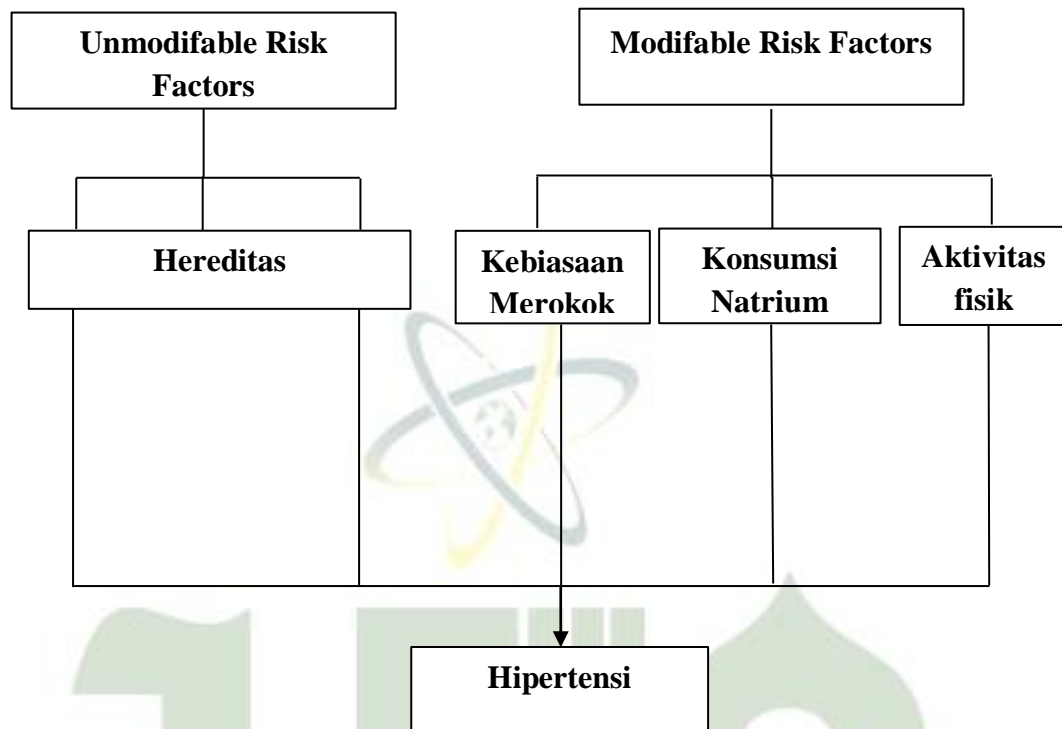 Unmodifable Risk
Factors
Modifable Risk Factors
Hereditas
Kebiasaan
Merokok
Konsumsi
Natrium
Aktivitas
fisik
Hipertensi